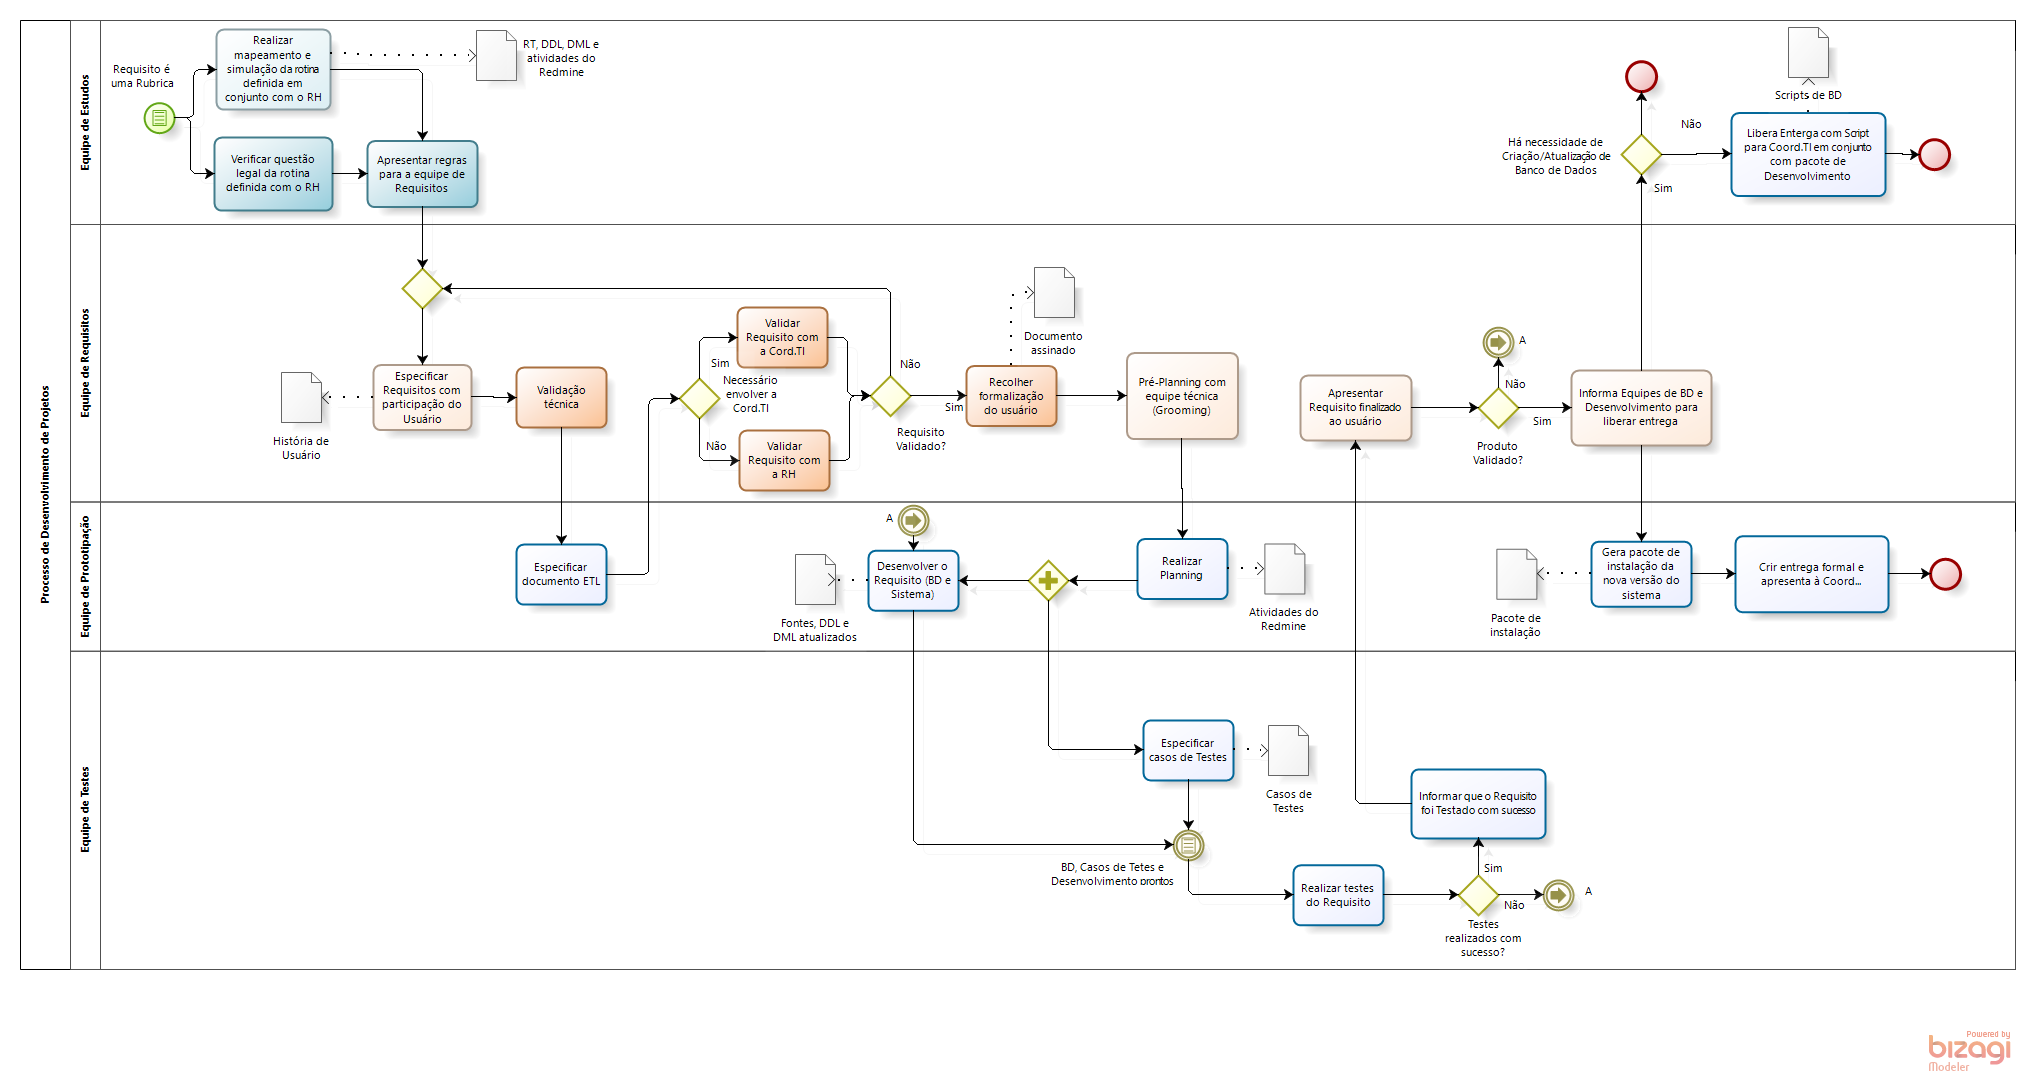 Processo de Desenvolvimento de Projetos
Equipe de Estudos
Requisito é
uma Rubrica
Realizar
mapeamento e
simulação da rotina
definida em
conjunto com o RH
RT, DDL, DML e
atividades do
Redmine
Verificar questão
legal da rotina
definida com o RH
Apresentar regras
para a equipe de
Requisitos
Há necessidade de
Criação/Atualização de
Banco de Dados
Não
Sim
Scripts de BD
Libera Enterga com Script
para Coord.TI em conjunto
com pacote de
Desenvolvimento
Equipe de Requisitos
História de
Usuário
Especificar
Requisitos com
participação do
Usuário
Validação
técnica
Sim
Necessário
envolver a
Cord.TI
Não
Validar
Requisito com
a Cord.TI
Validar
Requisito com
a RH
Não
Sim
Requisito
Validado?
Documento
assinado
Recolher
formalização
do usuário
Pré-Planning com
equipe técnica
(Grooming)
Apresentar
Requisito finalizado
ao usuário
A
Não
Sim
Produto
Validado?
Informa Equipes de BD e
Desenvolvimento para
liberar entrega
Equipe de Prototipação
Especificar
documento ETL
A
Fontes, DDL e
DML atualizados
Desenvolver o
Requisito (BD e
Sistema)
Realizar
Planning
Atividades do
Redmine
Pacote de
instalação
Gera pacote de
instalação da
nova versão do
sistema
Crir entrega formal e
apresenta à Coord...
Equipe de Testes
Especificar
casos de Testes
Casos de
Testes
BD, Casos de Tetes e
Desenvolvimento prontos
Realizar testes
do Requisito
Informar que o Requisito
foi Testado com sucesso
Sim
Não
A
Testes
realizados com
sucesso?
Powered by
bizagi
Modeler